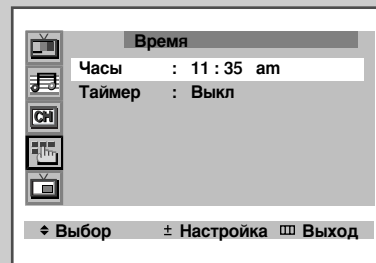 Время
Часы : 11 : 35 am
Таймер : Выкл
CH
Выбор ± Настройка Выход